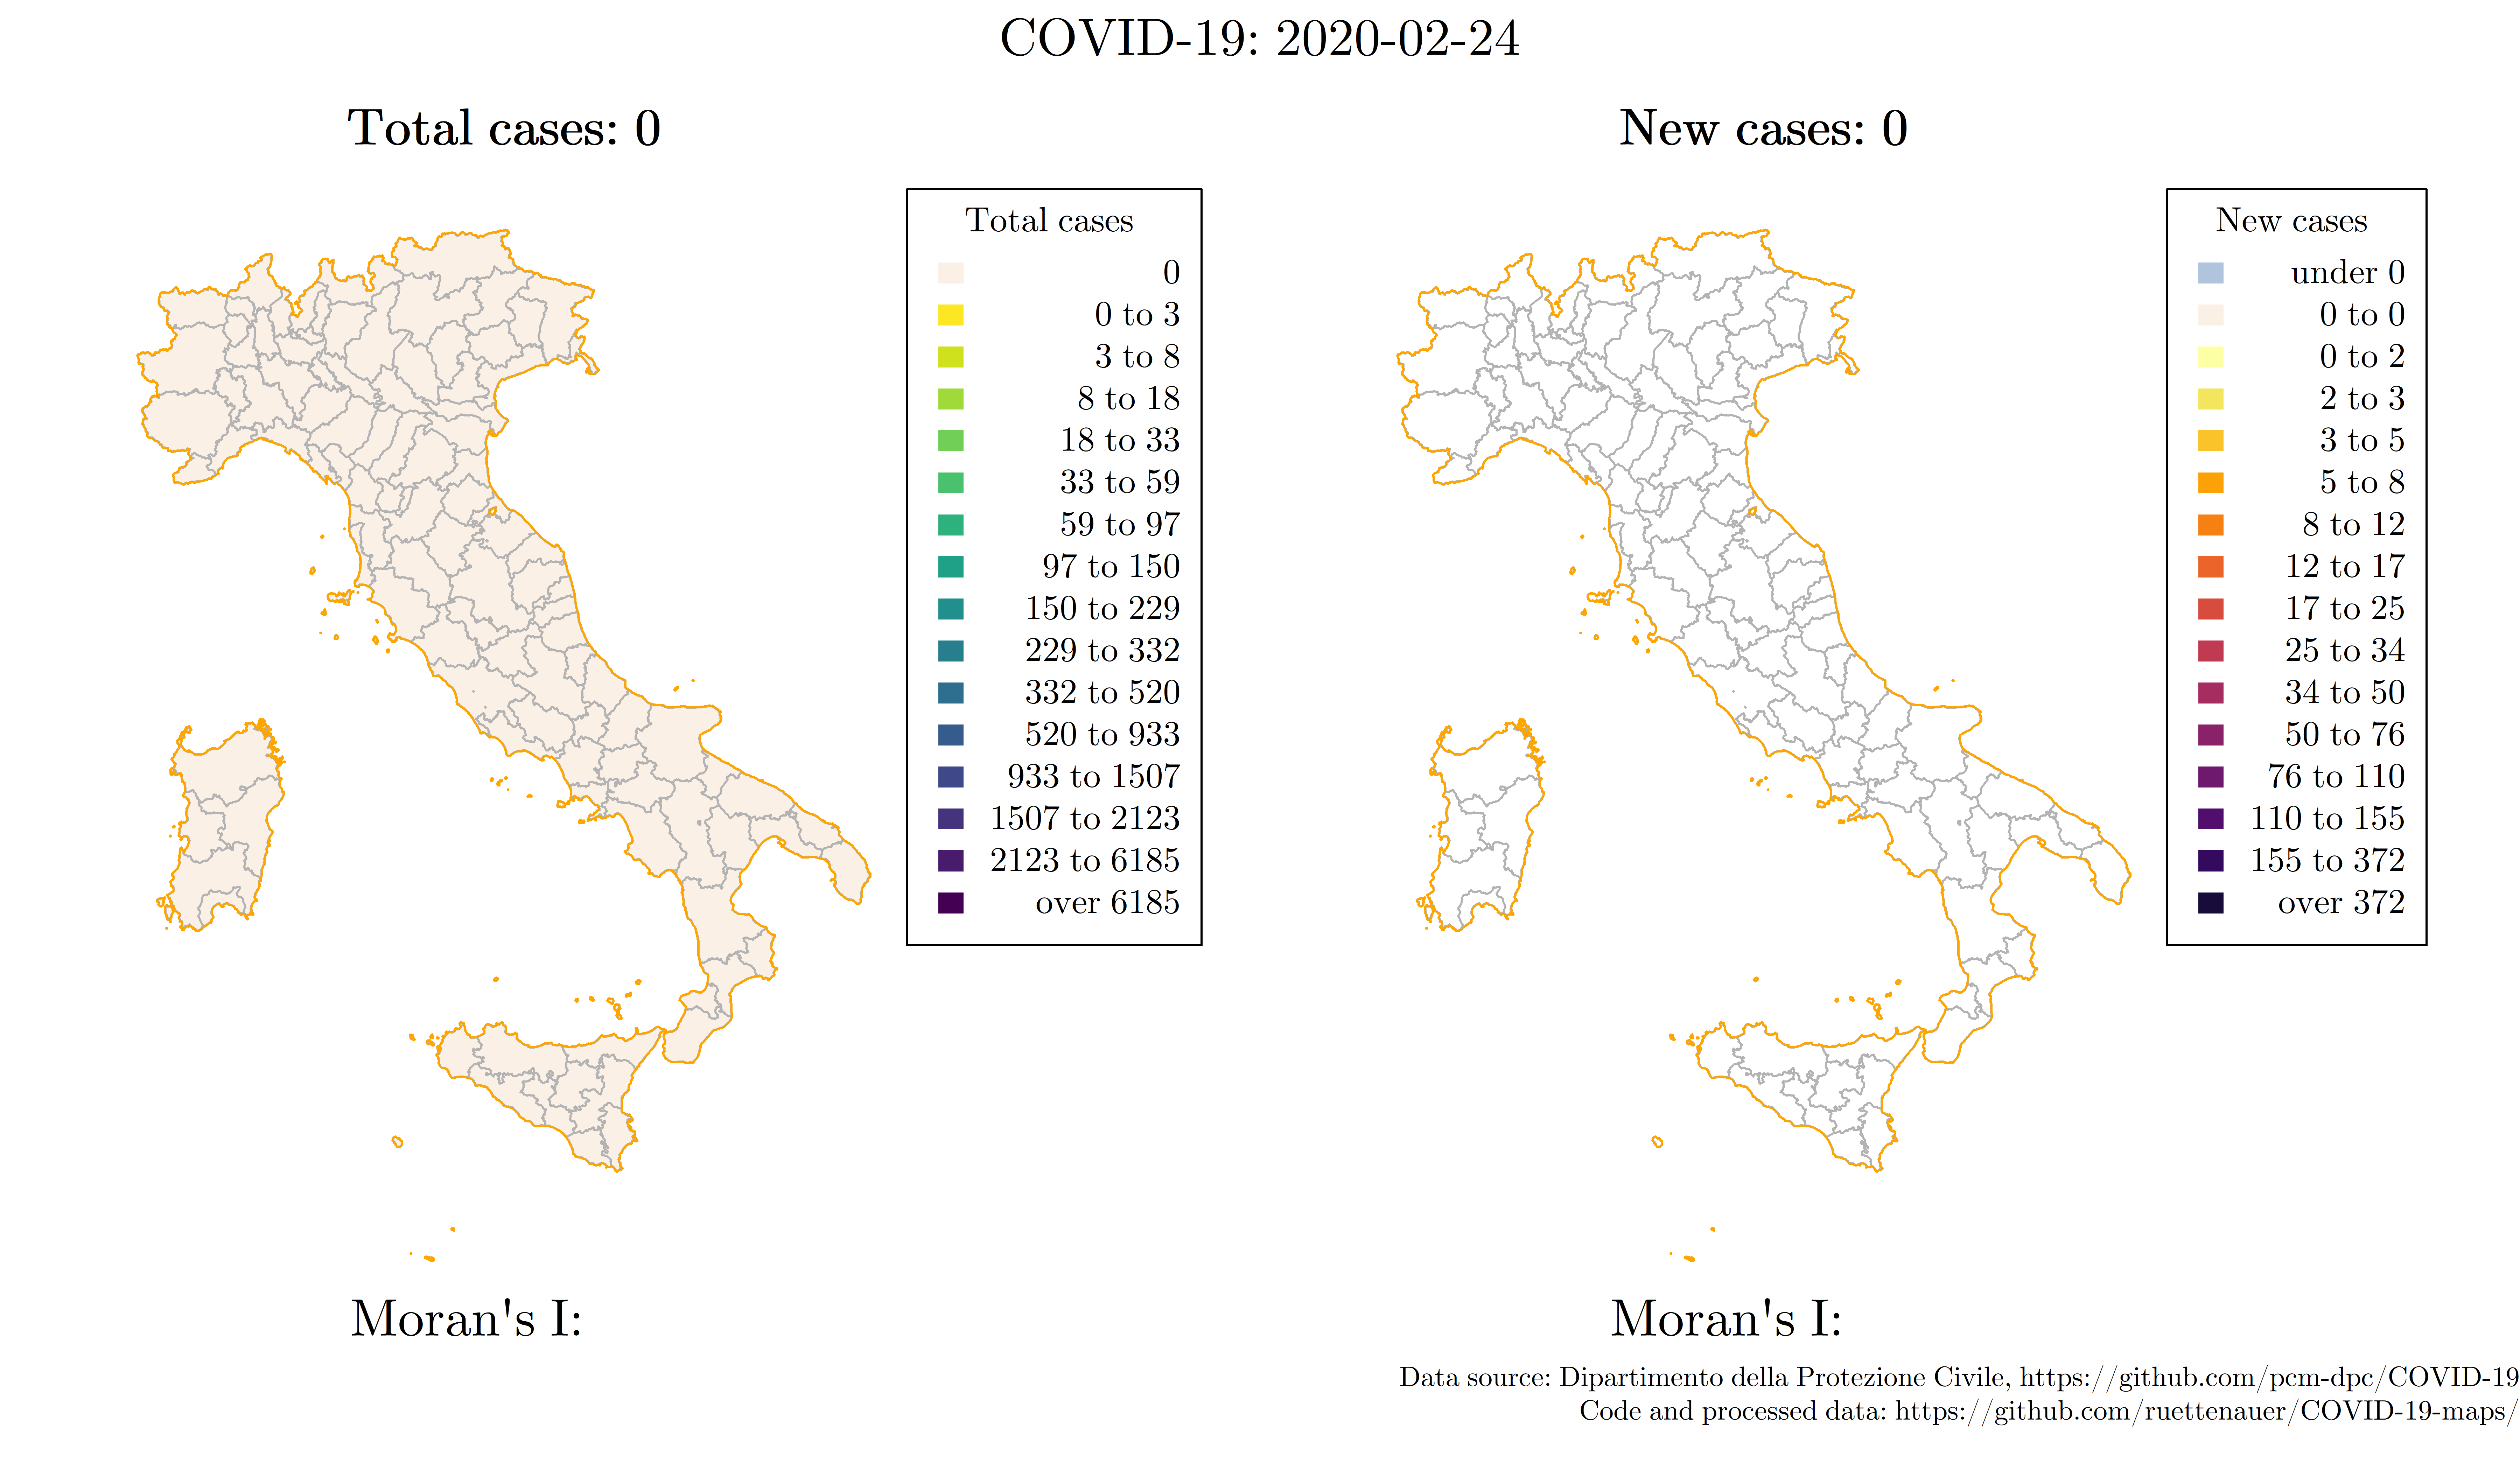 COVID-19: 2020-02-24
Total cases: 0
Total cases
0
0 to 3
3 to 8
8 to 18
18 to 33
33 to 59
59 to 97
97 to 150
150 to 229
229 to 332
332 to 520
520 to 933
933 to 1507
1507 to 2123
2123 to 6185
over 6185
Moran's I:
New cases: 0
New cases
under 0
0 to 0
0 to 2
2 to 3
3 to 5
5 to 8
8 to 12
12 to 17
17 to 25
25 to 34
34 to 50
50 to 76
76 to 110
110 to 155
155 to 372
over 372
Moran's I:
Data source: Dipartimento della Protezione Civile, https://github.com/pcm-dpc/COVID-19
Code and processed data: https://github.com/ruettenauer/COVID-19-maps/